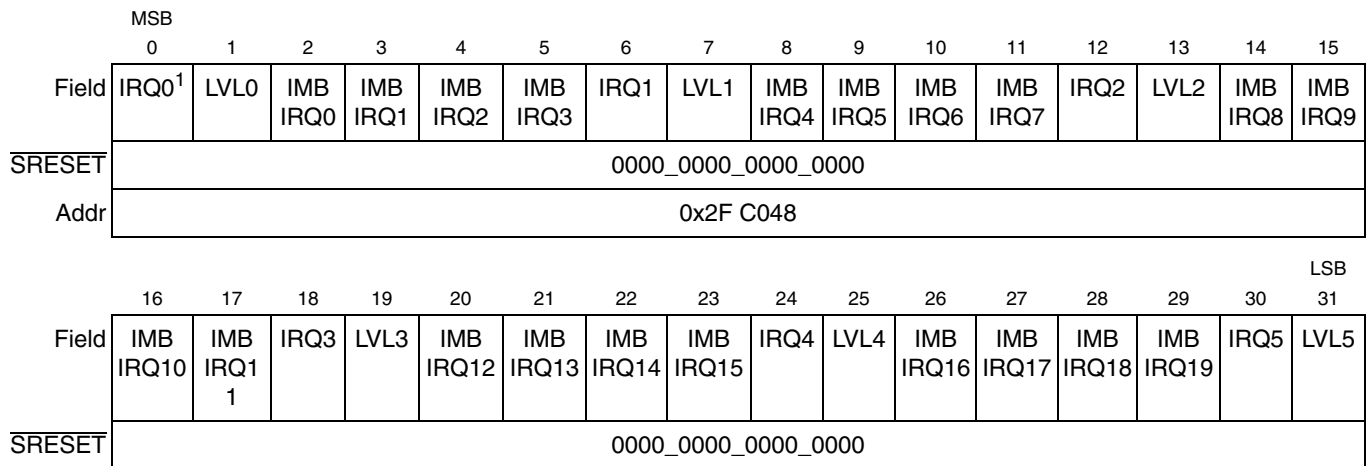 MSB
0 1 2 3 4 5 6 7 8 9 10 11 12 13 14 15
Field IRQ0¹ LVL0 IMB IRQ0 IMB IRQ1 IMB IRQ2 IMB IRQ3 IRQ1 LVL1 IMB IRQ4 IMB IRQ5 IMB IRQ6 IMB IRQ7 IRQ2 LVL2 IMB IRQ8 IMB IRQ9
SRESET 0000_0000_0000_0000
Addr 0x2F C048
LSB
16 17 18 19 20 21 22 23 24 25 26 27 28 29 30 31
Field IMB IRQ10 IMB IRQ1 1 IRQ3 LVL3 IMB IRQ12 IMB IRQ13 IMB IRQ14 IMB IRQ15 IRQ4 LVL4 IMB IRQ16 IMB IRQ17 IMB IRQ18 IMB IRQ19 IRQ5 LVL5
SRESET 0000_0000_0000_0000